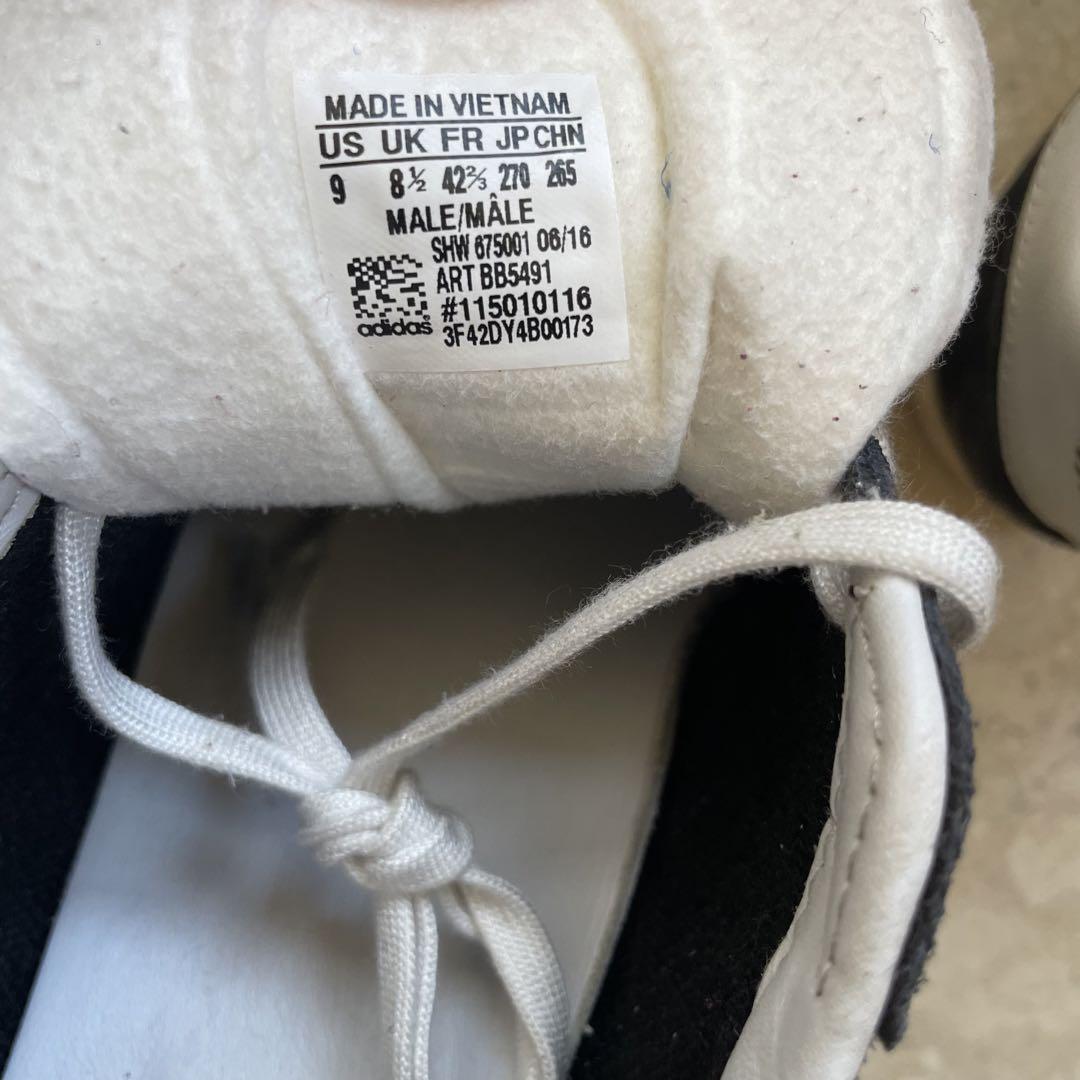 MADE IN VIETNAM
US UK FR JP CHN
9 8½ 42⅔ 270 265
MALE/MÂLE
SHW 675001 06/16
ART BB5491
#115010116
adidas 3F42DY4B00173